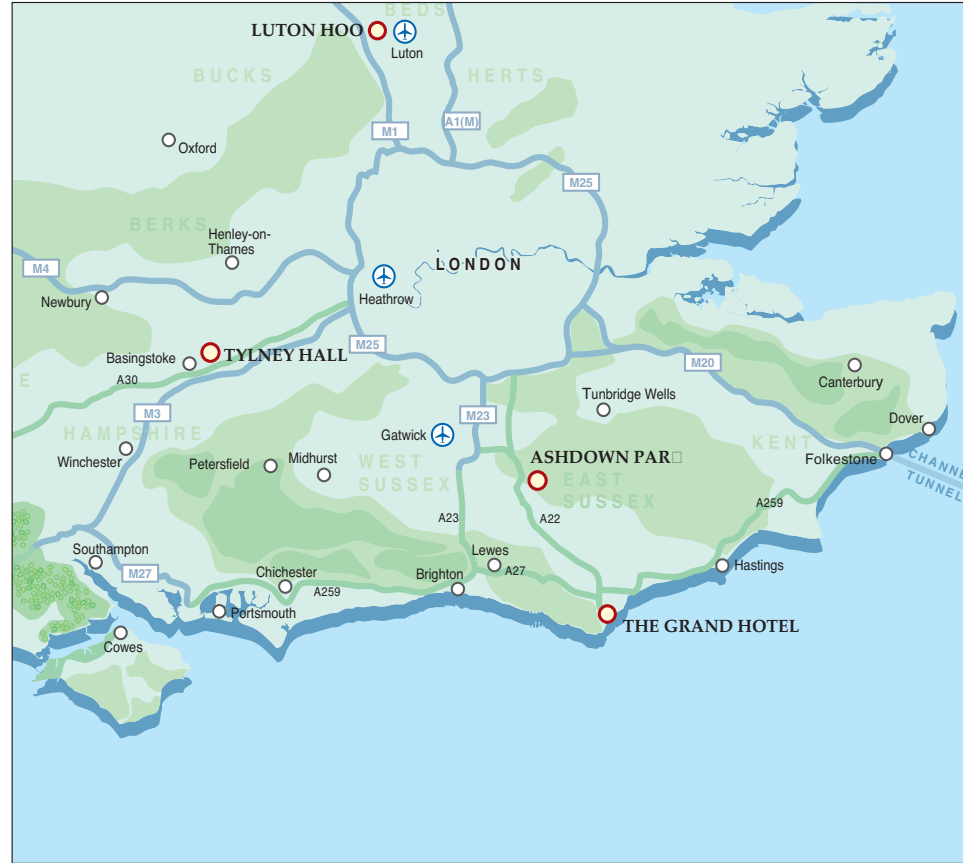 BEDS
LUTON HOO
Luton
BUCKS
HERTS
A1(M)
M1
Oxford
M25
BERKS
Henley-on-
Thames
LONDON
M4
Heathrow
Newbury
M25
TYLNEY HALL
Basingstoke
M20
Canterbury
E
A30
Tunbridge Wells
M3
M23
Dover
HAMPSHIRE
Gatwick
KENT
Winchester
Midhurst
WEST
SUSSEX
Petersfield
ASHDOWN PAR□
Folkestone
CHANNE
TUNNEL
EAST
SUSSEX
A259
A23
A22
Southampton
Lewes
A27
Hastings
M27
Chichester
A259
Brighton
Portsmouth
THE GRAND HOTEL
Cowes